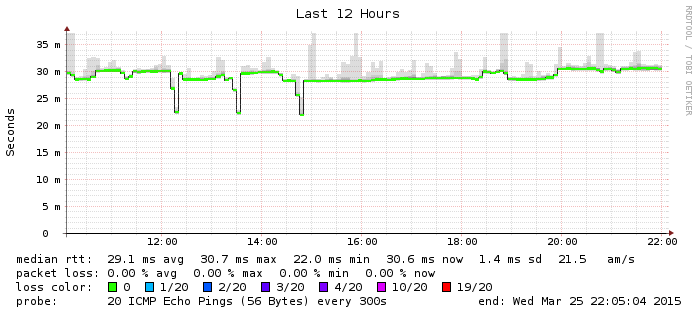 Last 12 Hours
RRDTOOL / TOBI OETIKER
Seconds
35 m
30 m
25 m
20 m
15 m
10 m
5 m
0
12:00 14:00 16:00 18:00 20:00 22:00
median rtt: 29.1 ms avg 30.7 ms max 22.0 ms min 30.6 ms now 1.4 ms sd 21.5 am/s
packet loss: 0.00 % avg 0.00 % max 0.00 % min 0.00 % now
loss color: 0 1/20 2/20 3/20 4/20 10/20 19/20
probe: 20 ICMP Echo Pings (56 Bytes) every 300s end: Wed Mar 25 22:05:04 2015